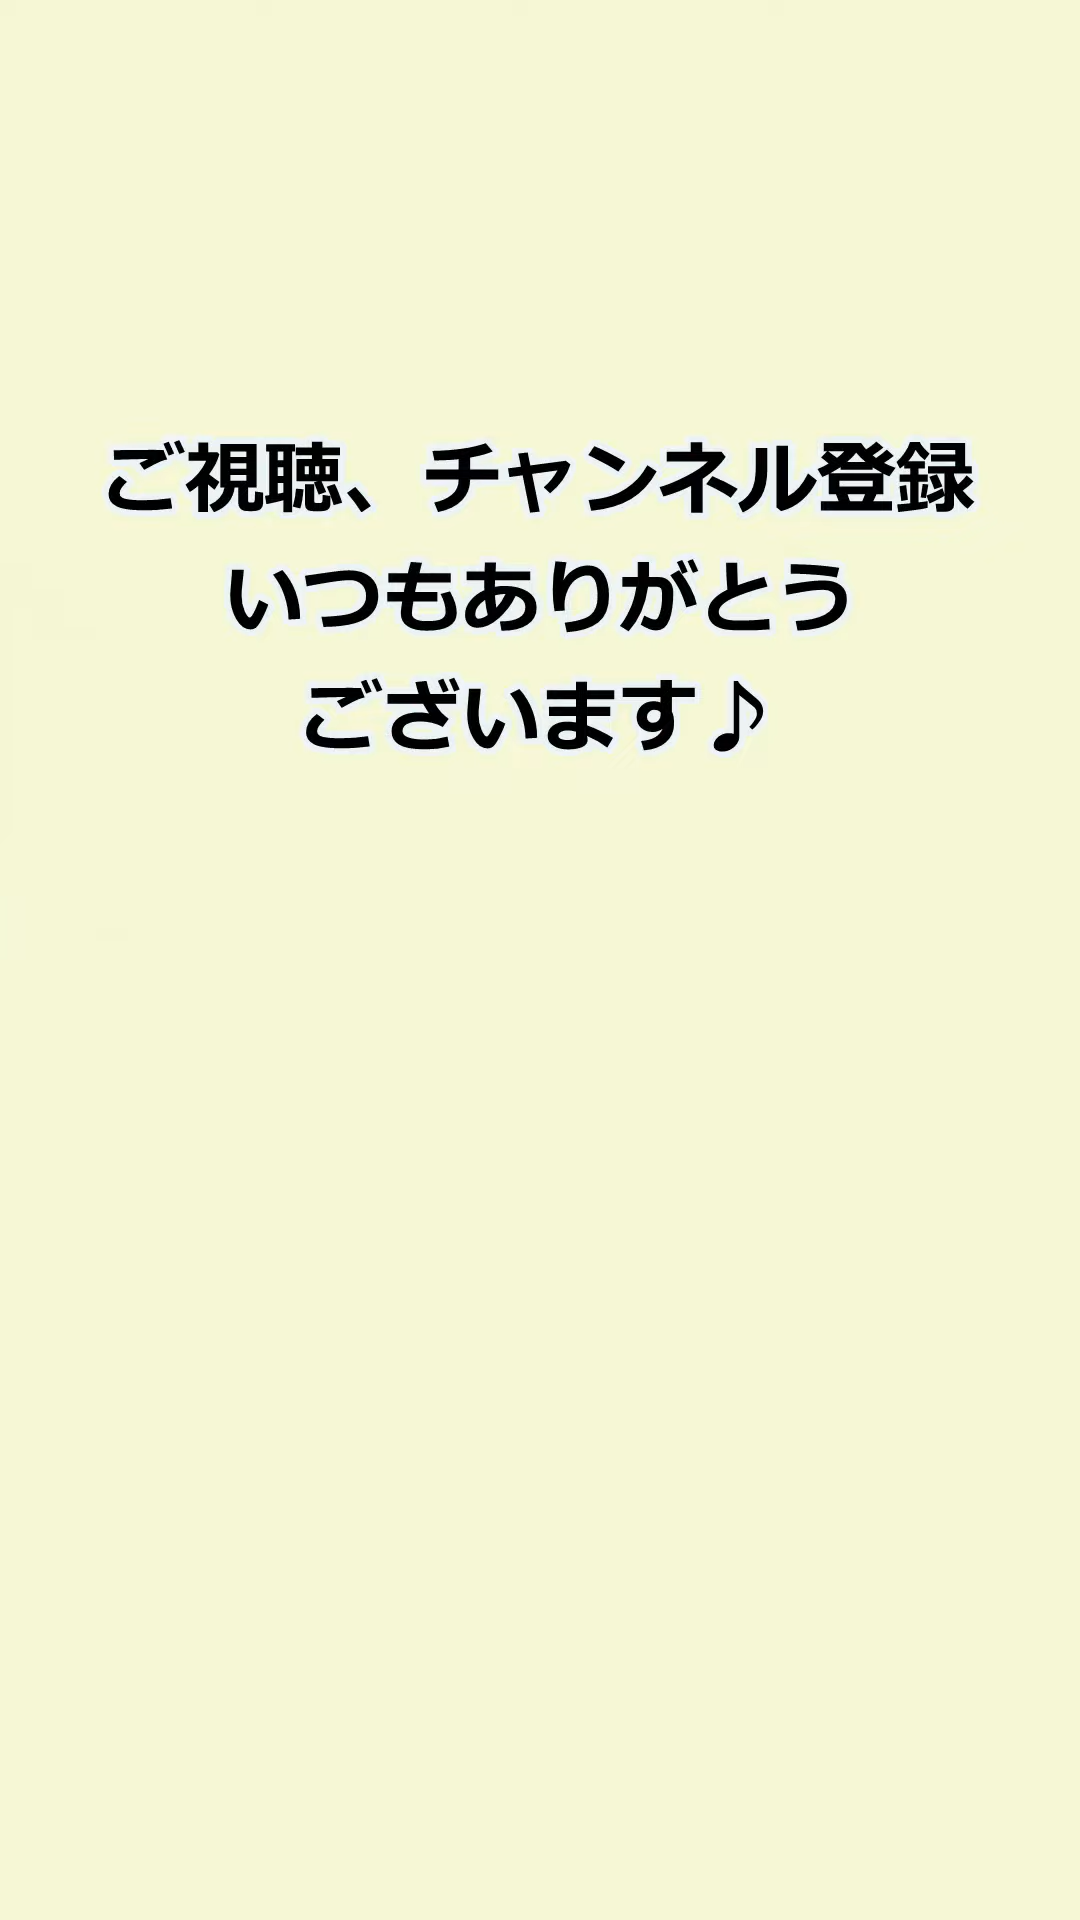 ご視聴、チャンネル登録
いつもありがとう
ございます♪